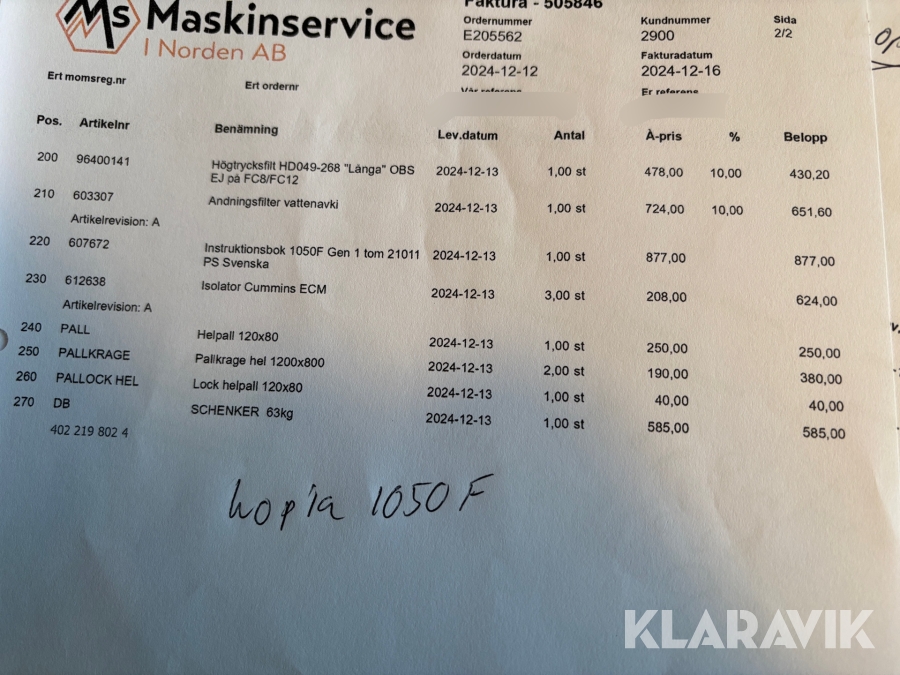 Ms Maskinservice
I Norden AB
Faktura - 505846
Ordernummer Kundnummer Sida
E205562 2900 2/2
Orderdatum Fakturadatum
2024-12-12 2024-12-16
Vår referens Er referens
Ert momsreg.nr Ert ordernr
Pos. Artikelnr Benämning Lev.datum Antal À-pris % Belopp
200 96400141 Högtrycksfilt HD049-268 "Långa" OBS 2024-12-13 1,00 st 478,00 10,00 430,20
EJ på FC8/FC12
210 603307 Andningsfilter vattenavki 2024-12-13 1,00 st 724,00 10,00 651,60
Artikelrevision: A
220 607672 Instruktionsbok 1050F Gen 1 tom 21011 2024-12-13 1,00 st 877,00 877,00
PS Svenska
230 612638 Isolator Cummins ECM 2024-12-13 3,00 st 208,00 624,00
Artikelrevision: A
240 PALL Helpall 120x80 2024-12-13 1,00 st 250,00 250,00
250 PALLKRAGE Pallkrage hel 1200x800 2024-12-13 2,00 st 190,00 380,00
260 PALLOCK HEL Lock helpall 120x80 2024-12-13 1,00 st 40,00 40,00
270 DB SCHENKER 63kg 2024-12-13 1,00 st 585,00 585,00
402 219 802 4
kopia 1050F
KLARAVIK